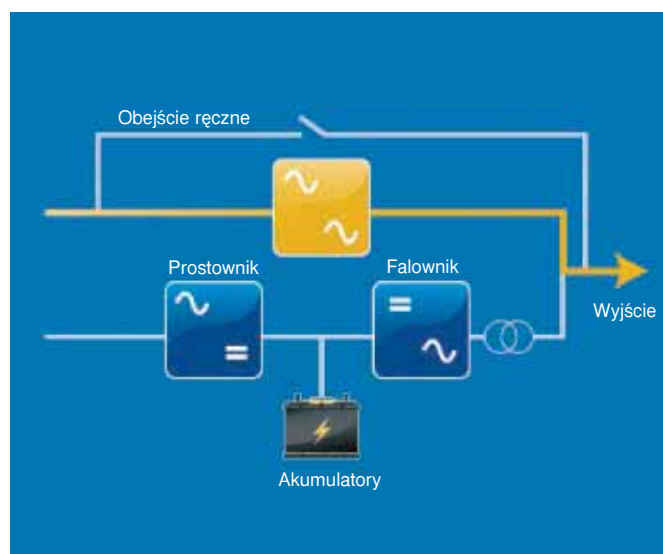 Obejście ręczne
Prostownik
Falownik
Wyjście
Akumulatory